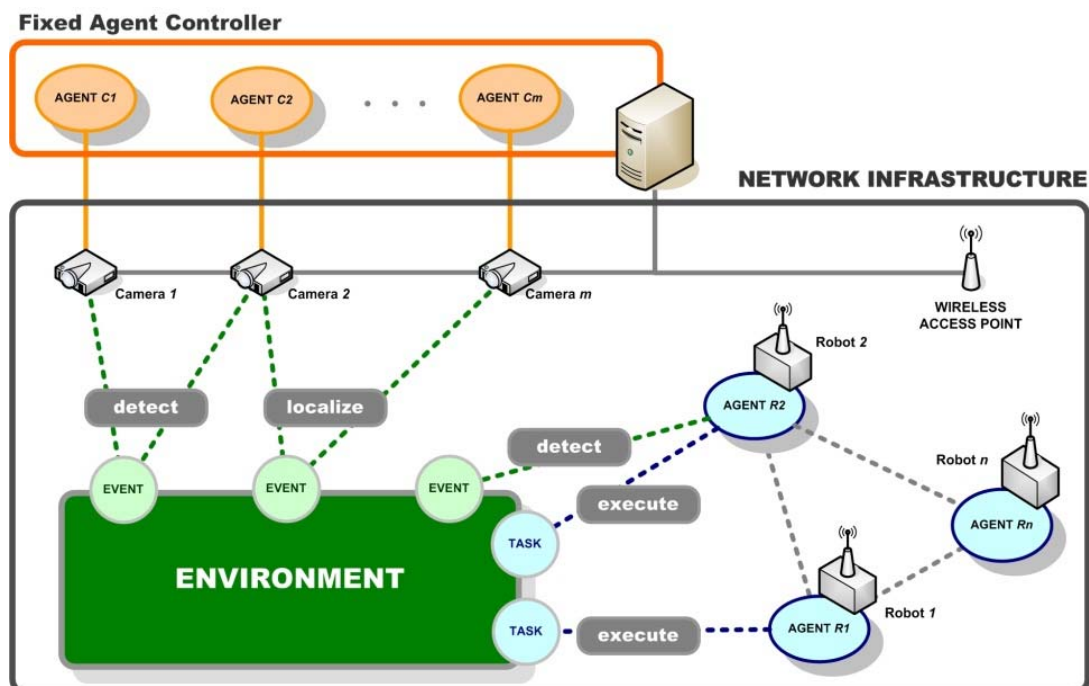 Fixed Agent Controller
AGENT C1
AGENT C2
. . . .
AGENT Cm
NETWORK INFRASTRUCTURE
Camera 1
Camera 2
Camera m
WIRELESS
ACCESS POINT
Robot 2
detect
localize
AGENT R2
detect
Robot n
EVENT
EVENT
EVENT
execute
AGENT Rn
TASK
ENVIRONMENT
Robot 1
TASK
execute
AGENT R1